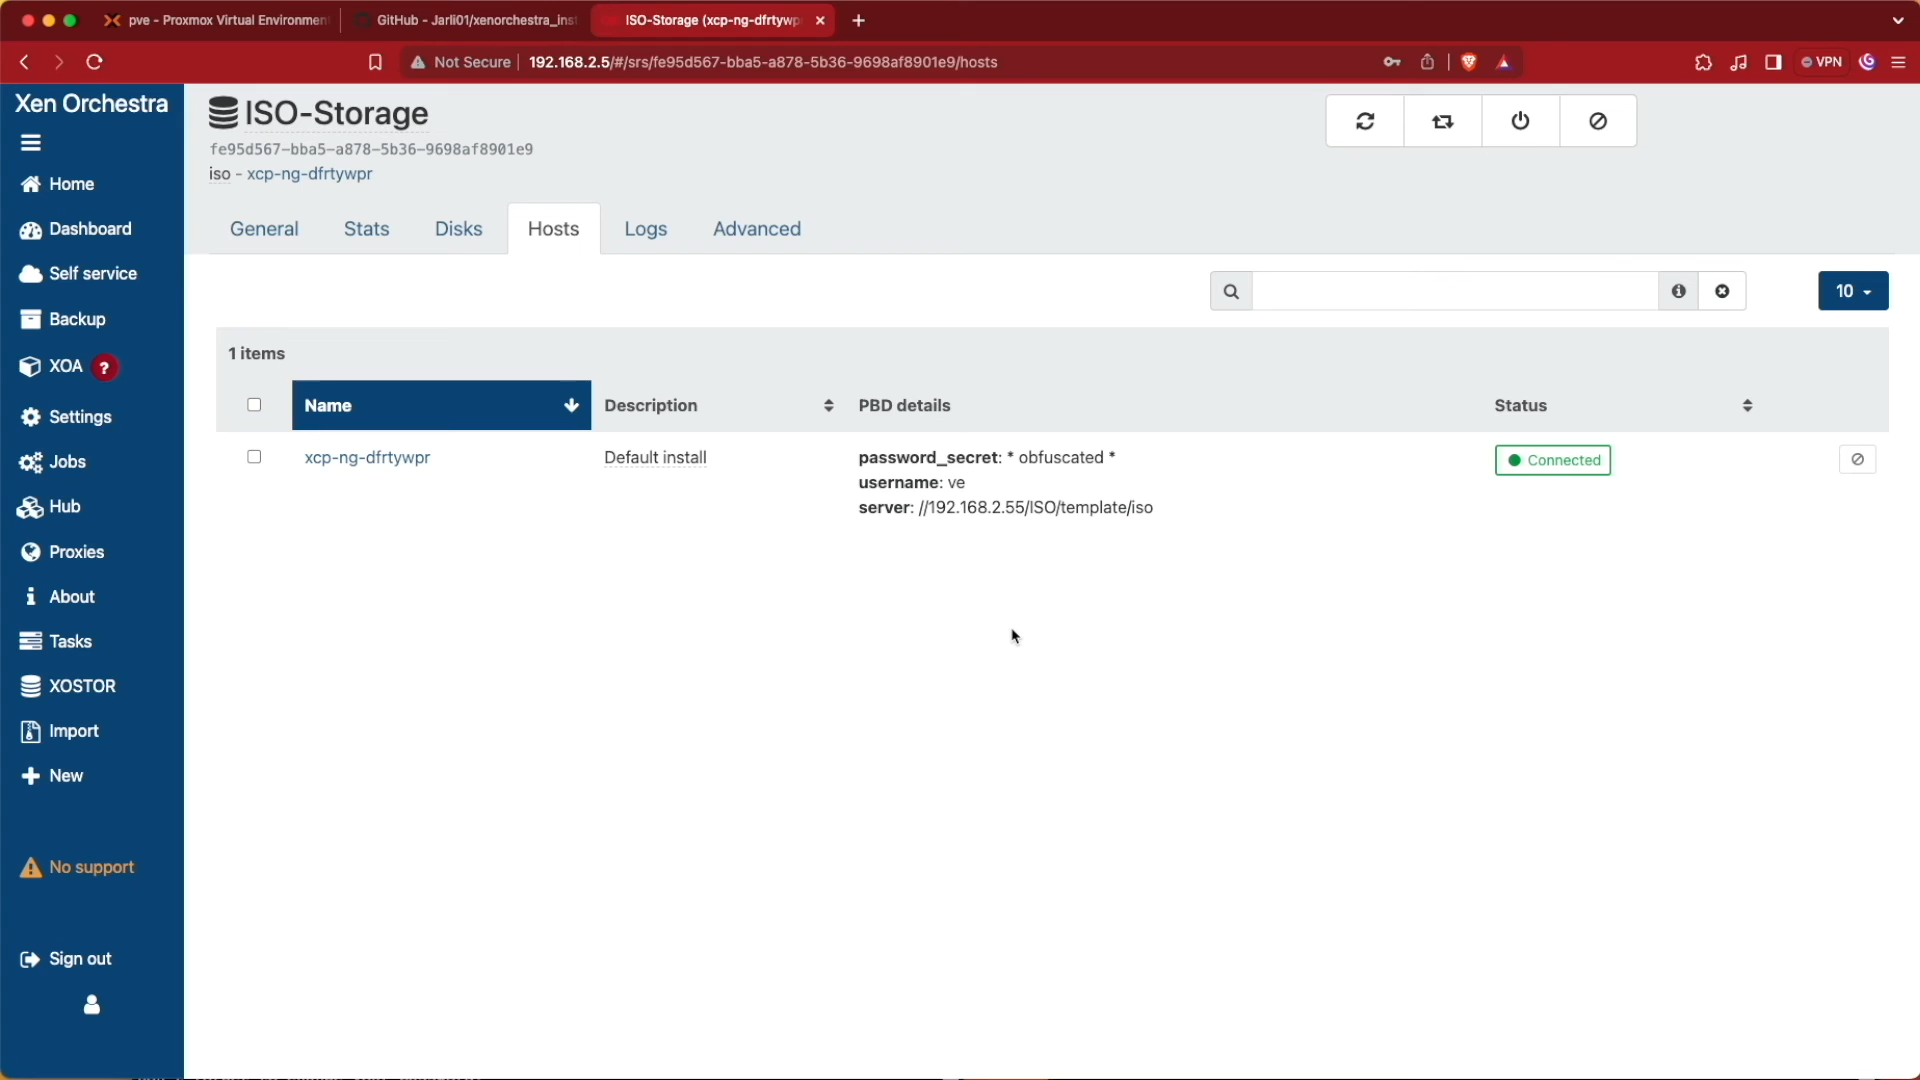 pve - Proxmox Virtual Environmen
GitHub - Jarli01/xenorchestra_inst
ISO-Storage (xcp-ng-dfrtywp
Not Secure
192.168.2.5/#/srs/fe95d567-bba5-a878-5b36-9698af8901e9/hosts
VPN
Xen Orchestra
Home
Dashboard
Self service
Backup
XOA ?
Settings
Jobs
Hub
Proxies
About
Tasks
XOSTOR
Import
New
No support
Sign out
ISO-Storage
fe95d567-bba5-a878-5b36-9698af8901e9
iso - xcp-ng-dfrtywpr
General Stats Disks Hosts Logs Advanced
10
1 items
Name Description PBD details Status
xcp-ng-dfrtywpr Default install password_secret: * obfuscated * Connected
username: ve
server: //192.168.2.55/ISO/template/iso